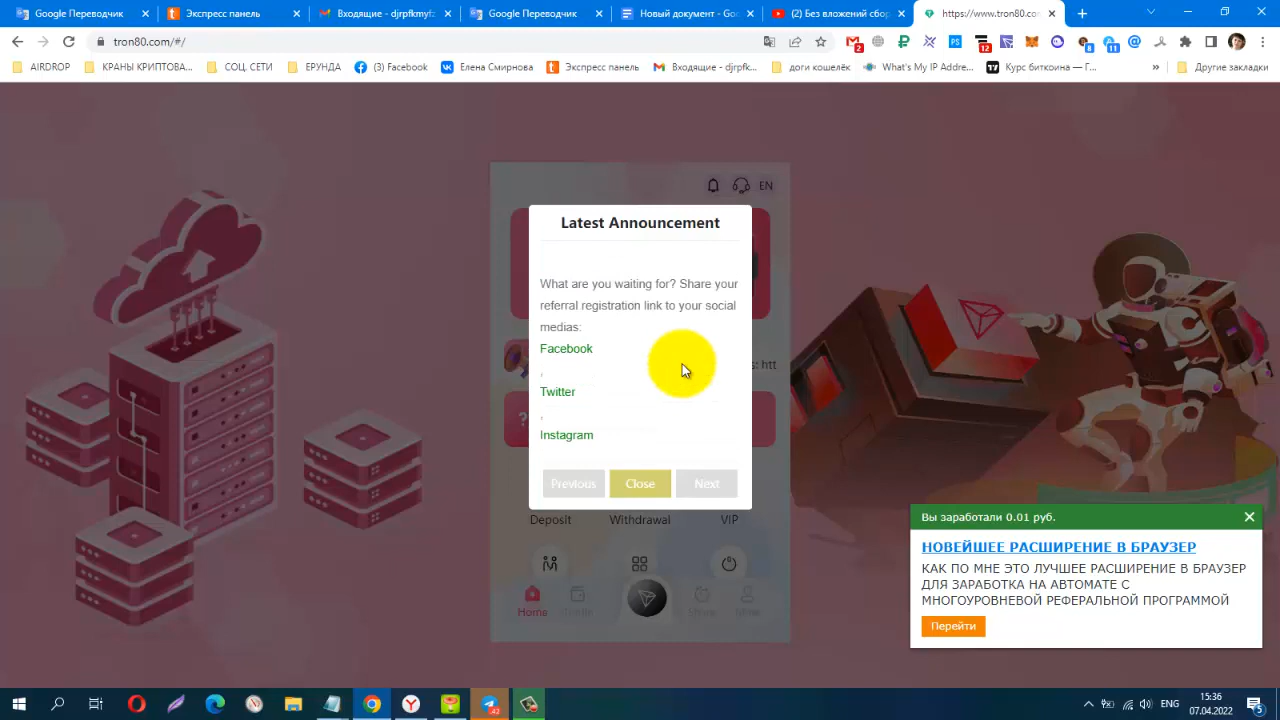 Google Переводчик
Экспресс панель
Входящие - djrpfkmyfz
Google Переводчик
Новый документ - Goo
(2) Без вложений сбор
https://www.tron80.co
tron80.com/#/
AIRDROP
КРАНЫ КРИПТОВА...
СОЦ. СЕТИ
ЕРУНДА
(3) Facebook
Елена Смирнова
Экспресс панель
Входящие - djrpfk...
доги кошелёк
What's My IP Addre...
Курс биткоина — Г...
»
Другие закладки
EN
Latest Announcement
What are you waiting for? Share your
referral registration link to your social
medias:
Facebook
,
Twitter
,
Instagram
s: htt
Previous
Close
Next
Deposit
Withdrawal
VIP
Home
Share
Mine
Вы заработали 0.01 руб.
НОВЕЙШЕЕ РАСШИРЕНИЕ В БРАУЗЕР
КАК ПО МНЕ ЭТО ЛУЧШЕЕ РАСШИРЕНИЕ В БРАУЗЕР
ДЛЯ ЗАРАБОТКА НА АВТОМАТЕ С
МНОГОУРОВНЕВОЙ РЕФЕРАЛЬНОЙ ПРОГРАММОЙ
Перейти
ENG
15:36
07.04.2022